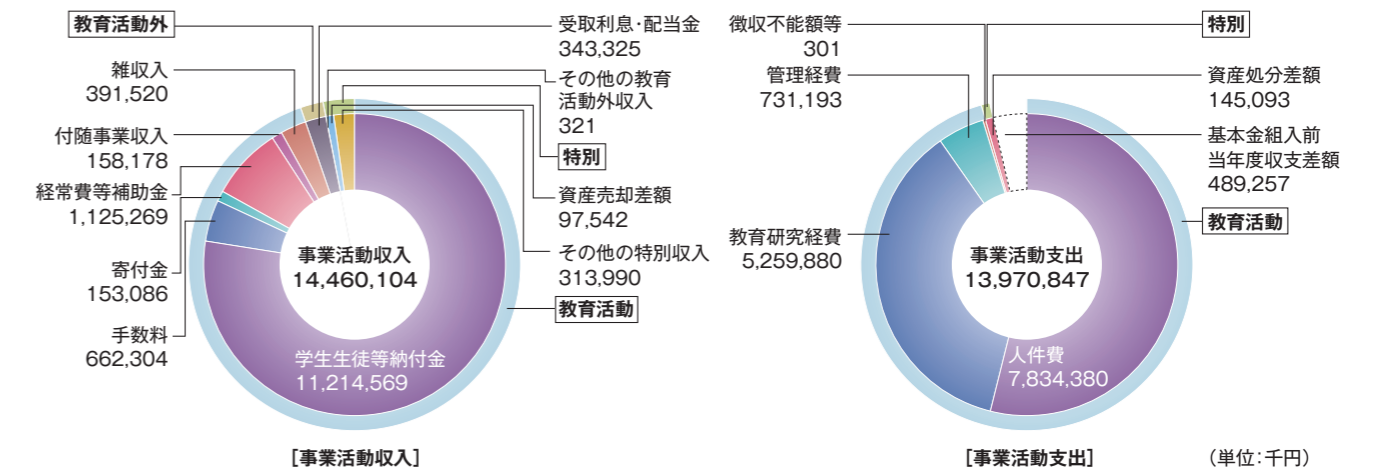 教育活動外
雑収入
391,520
付随事業収入
158,178
経常費等補助金
1,125,269
寄付金
153,086
手数料
662,304
受取利息・配当金
343,325
その他の教育
活動外収入
321
特別
資産売却差額
97,542
その他の特別収入
313,990
教育活動
事業活動収入
14,460,104
学生生徒等納付金
11,214,569
[事業活動収入]
徴収不能額等
301
管理経費
731,193
教育研究経費
5,259,880
特別
資産処分差額
145,093
基本金組入前
当年度収支差額
489,257
教育活動
事業活動支出
13,970,847
人件費
7,834,380
[事業活動支出]
（単位：千円）